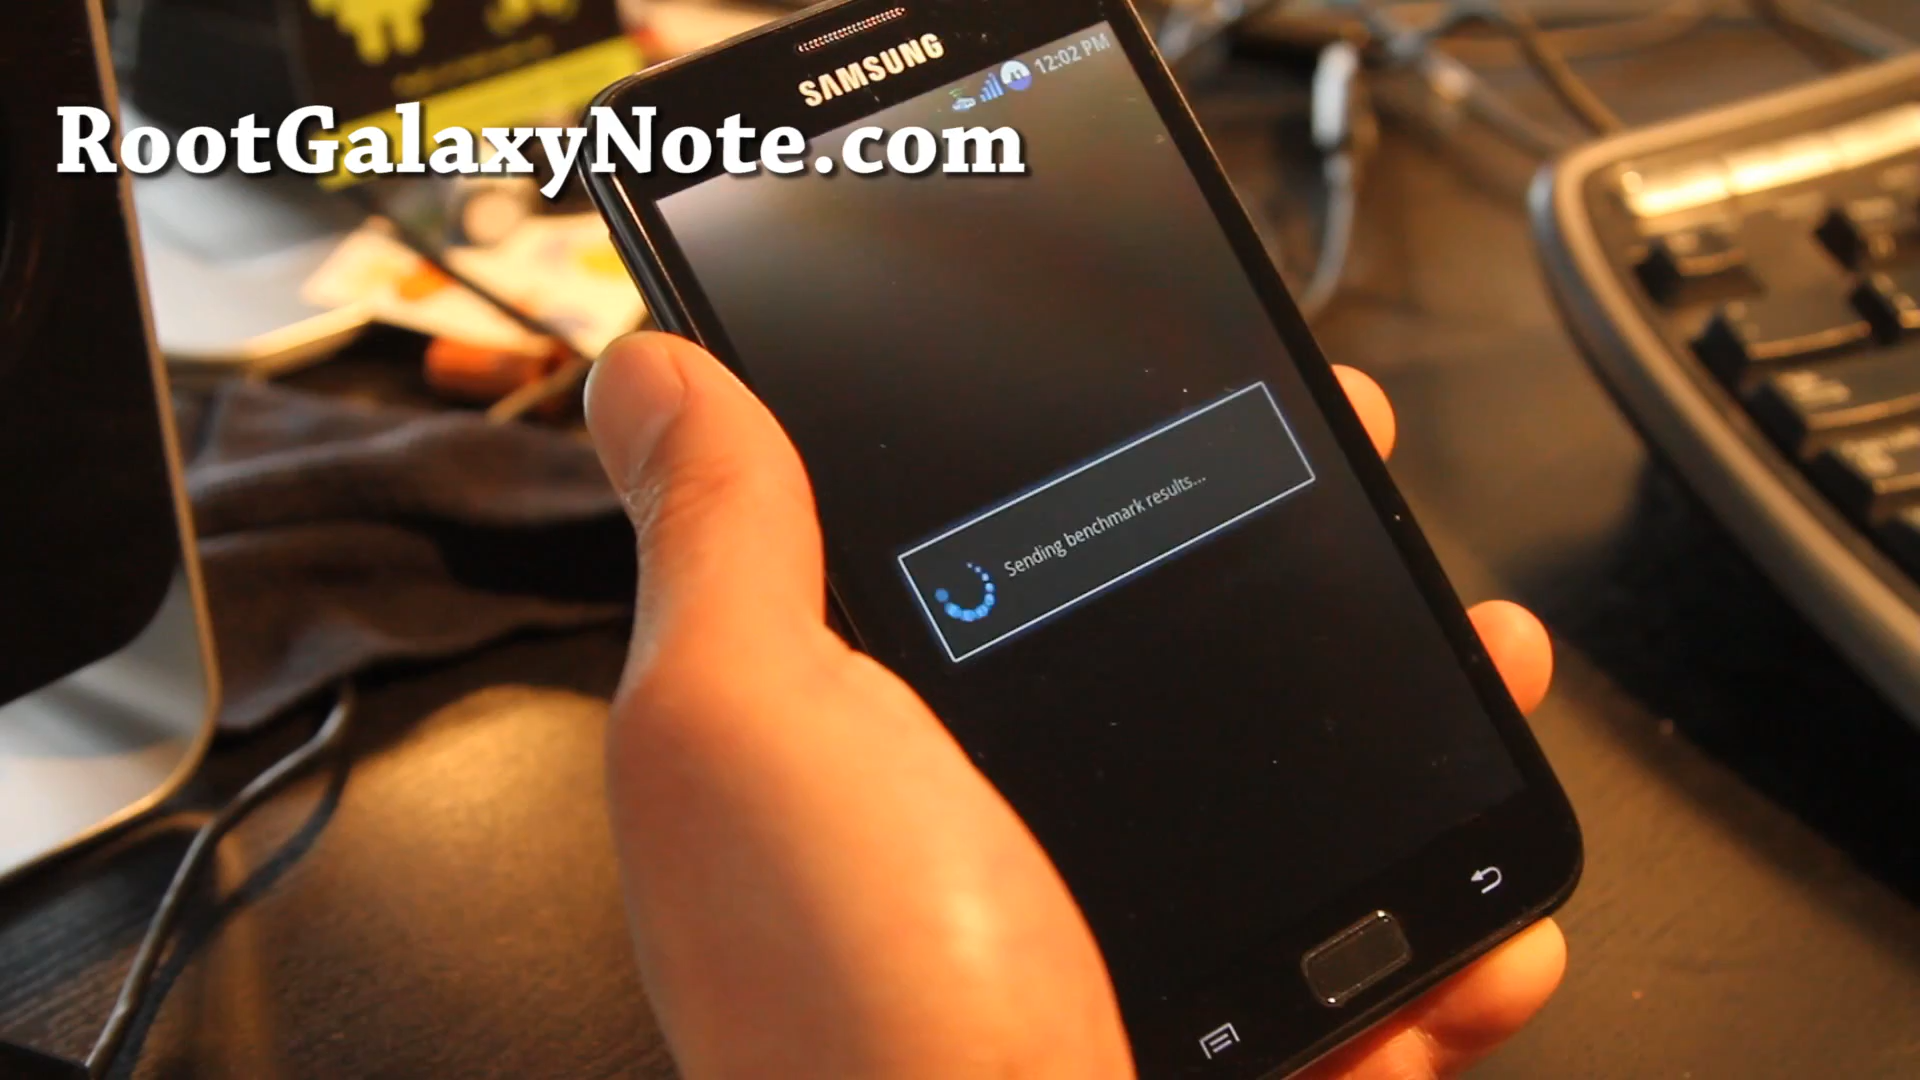 SAMSUNG
12:02 PM
RootGalaxyNote.com
Sending benchmark results...